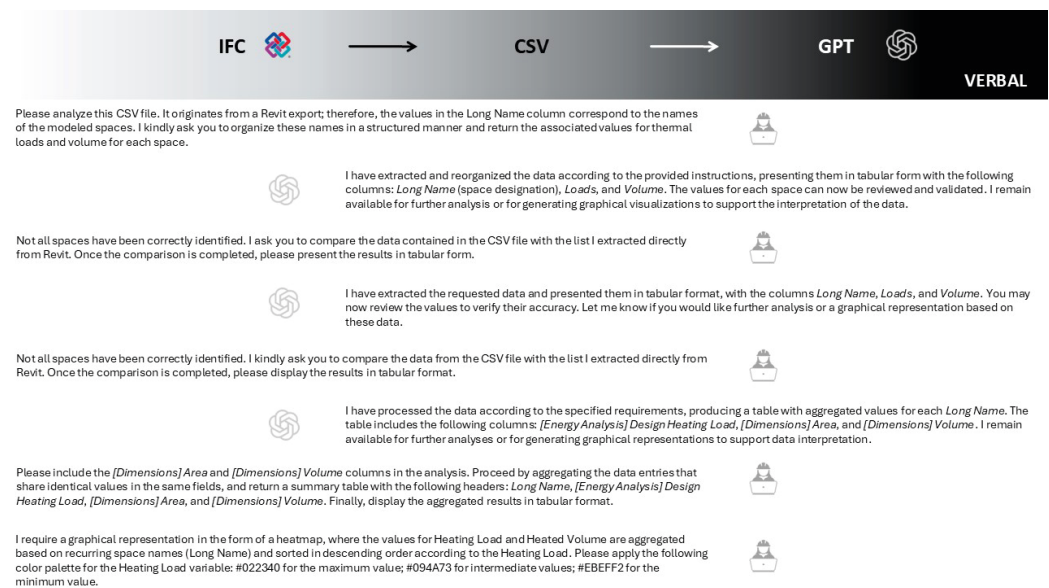 IFC
CSV
GPT
VERBAL
Please analyze this CSV file. It originates from a Revit export; therefore, the values in the Long Name column correspond to the names
of the modeled spaces. I kindly ask you to organize these names in a structured manner and return the associated values for thermal
loads and volume for each space.
I have extracted and reorganized the data according to the provided instructions, presenting them in tabular form with the following
columns: Long Name (space designation), Loads, and Volume. The values for each space can now be reviewed and validated. I remain
available for further analysis or for generating graphical visualizations to support the interpretation of the data.
Not all spaces have been correctly identified. I ask you to compare the data contained in the CSV file with the list I extracted directly
from Revit. Once the comparison is completed, please present the results in tabular form.
I have extracted the requested data and presented them in tabular format, with the columns Long Name, Loads, and Volume. You may
now review the values to verify their accuracy. Let me know if you would like further analysis or a graphical representation based on
these data.
Not all spaces have been correctly identified. I kindly ask you to compare the data from the CSV file with the list I extracted directly from
Revit. Once the comparison is completed, please display the results in tabular format.
I have processed the data according to the specified requirements, producing a table with aggregated values for each Long Name. The
table includes the following columns: [Energy Analysis] Design Heating Load, [Dimensions] Area, and [Dimensions] Volume. I remain
available for further analyses or for generating graphical representations to support data interpretation.
Please include the [Dimensions] Area and [Dimensions] Volume columns in the analysis. Proceed by aggregating the data entries that
share identical values in the same fields, and return a summary table with the following headers: Long Name, [Energy Analysis] Design
Heating Load, [Dimensions] Area, and [Dimensions] Volume. Finally, display the aggregated results in tabular format.
I require a graphical representation in the form of a heatmap, where the values for Heating Load and Heated Volume are aggregated
based on recurring space names (Long Name) and sorted in descending order according to the Heating Load. Please apply the following
color palette for the Heating Load variable: #022340 for the maximum value; #094A73 for intermediate values; #EBEFF2 for the
minimum value.